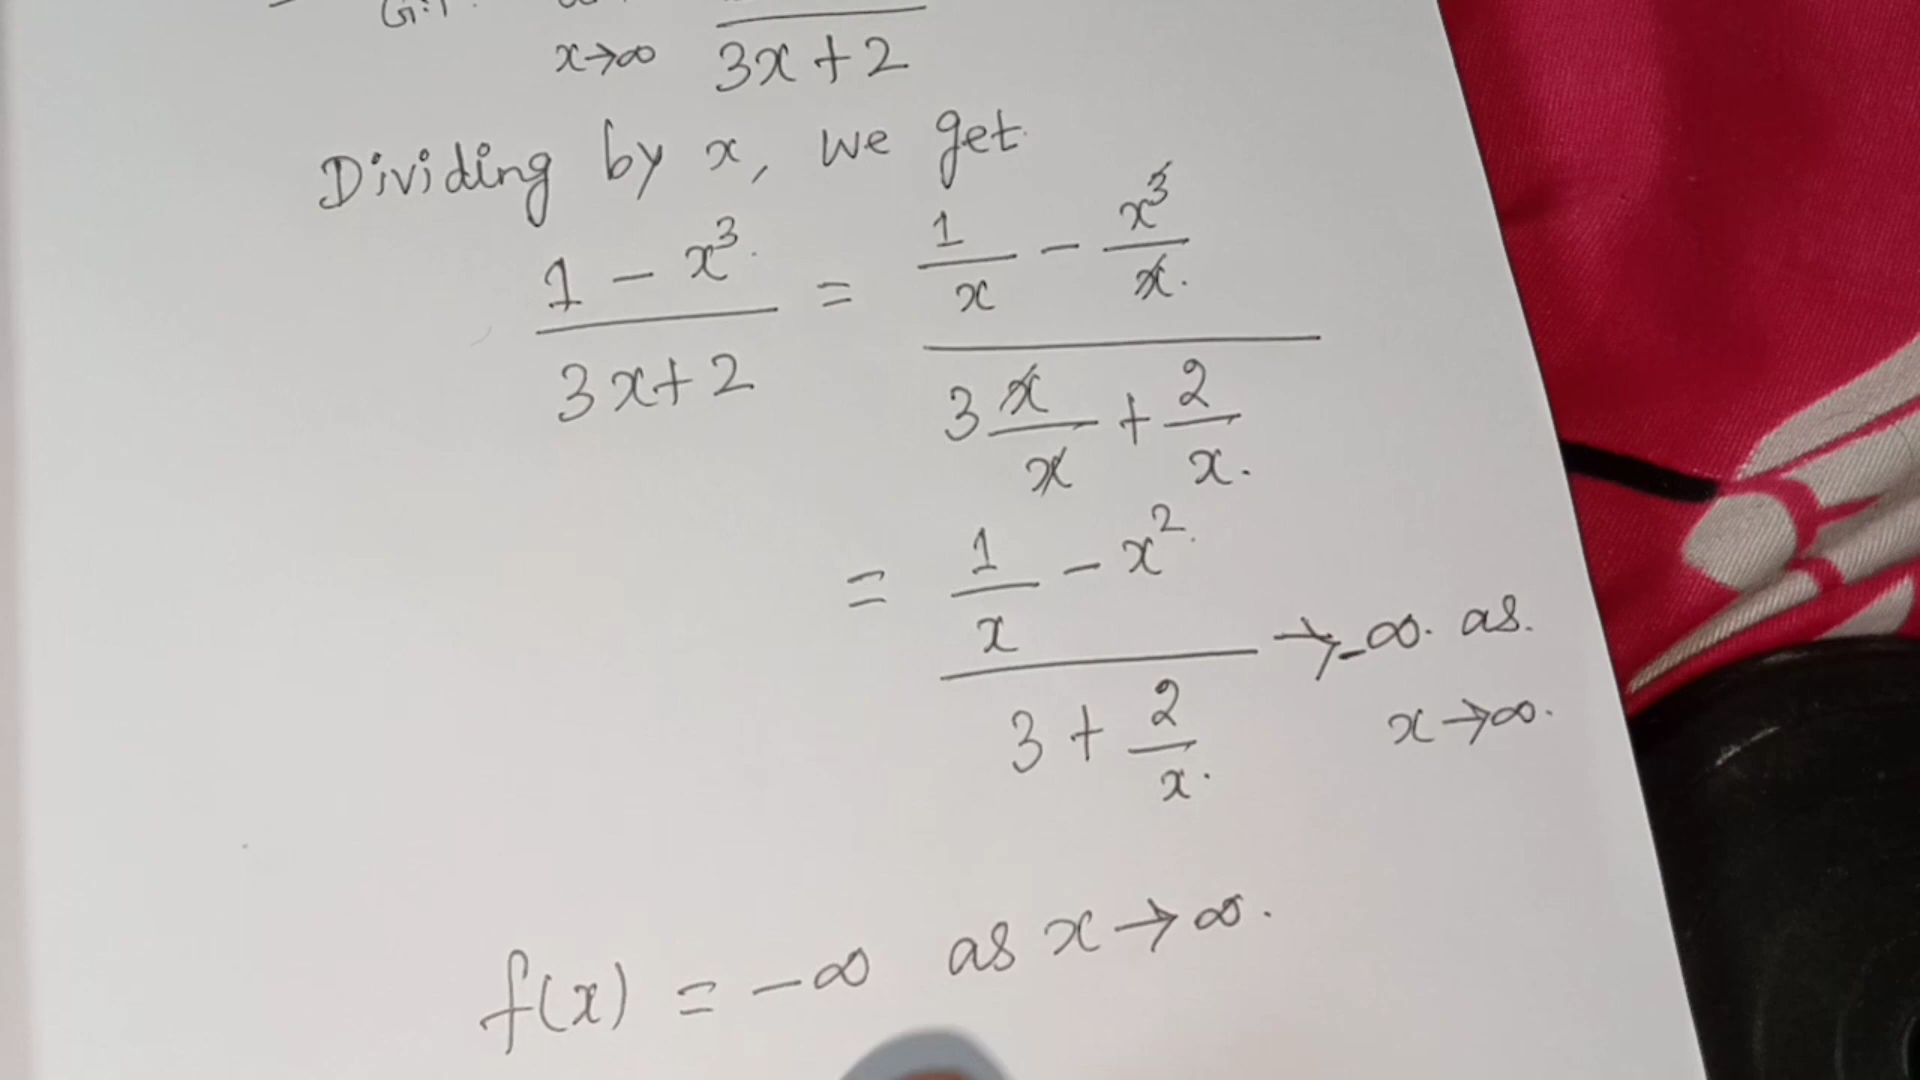 x→∞ 3x+2
Dividing by x, we get
1 - x³ / 3x+2 = 1/x - x³/x. / 3x/x + 2/x.
= 1/x - x² / 3 + 2/x. → -∞. as.
x→∞.
f(x) = -∞ as x→∞.